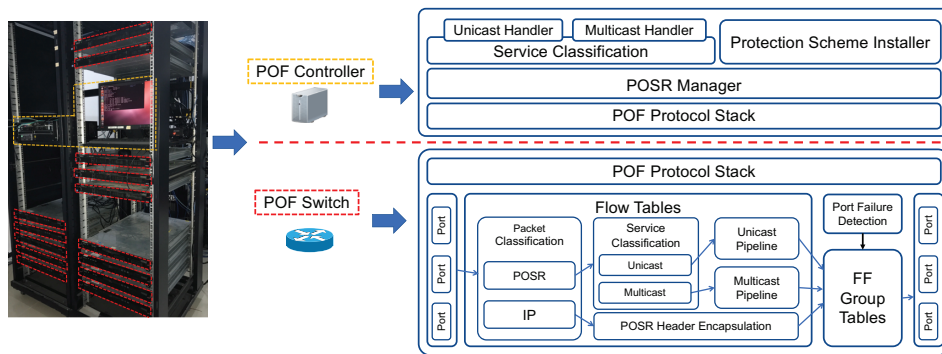 Unicast Handler
Multicast Handler
Service Classification
Protection Scheme Installer
POF Controller
POSR Manager
POF Protocol Stack
POF Protocol Stack
POF Switch
Port
Port
Port
Flow Tables
Packet
Classification
POSR
IP
Service
Classification
Unicast
Multicast
Unicast
Pipeline
Multicast
Pipeline
POSR Header Encapsulation
Port Failure
Detection
FF
Group
Tables
Port
Port
Port